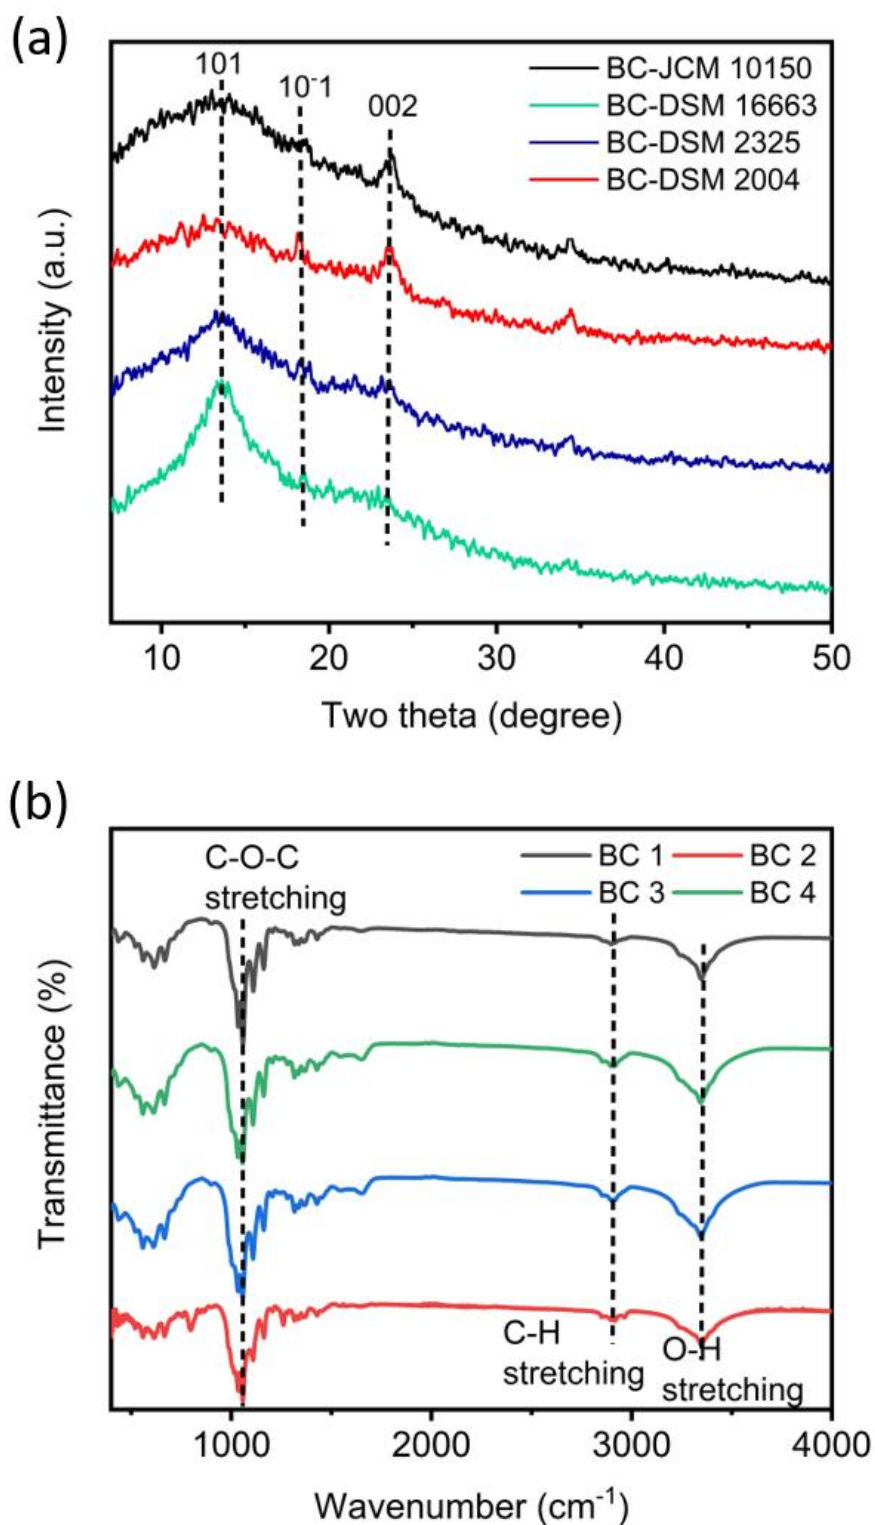 (a)
101
10⁻¹
002
BC-JCM 10150
BC-DSM 16663
BC-DSM 2325
BC-DSM 2004
Intensity (a.u.)
10 20 30 40 50
Two theta (degree)
(b)
C-O-C
stretching
BC 1 BC 2
BC 3 BC 4
Transmittance (%)
C-H
stretching
O-H
stretching
1000 2000 3000 4000
Wavenumber (cm⁻¹)